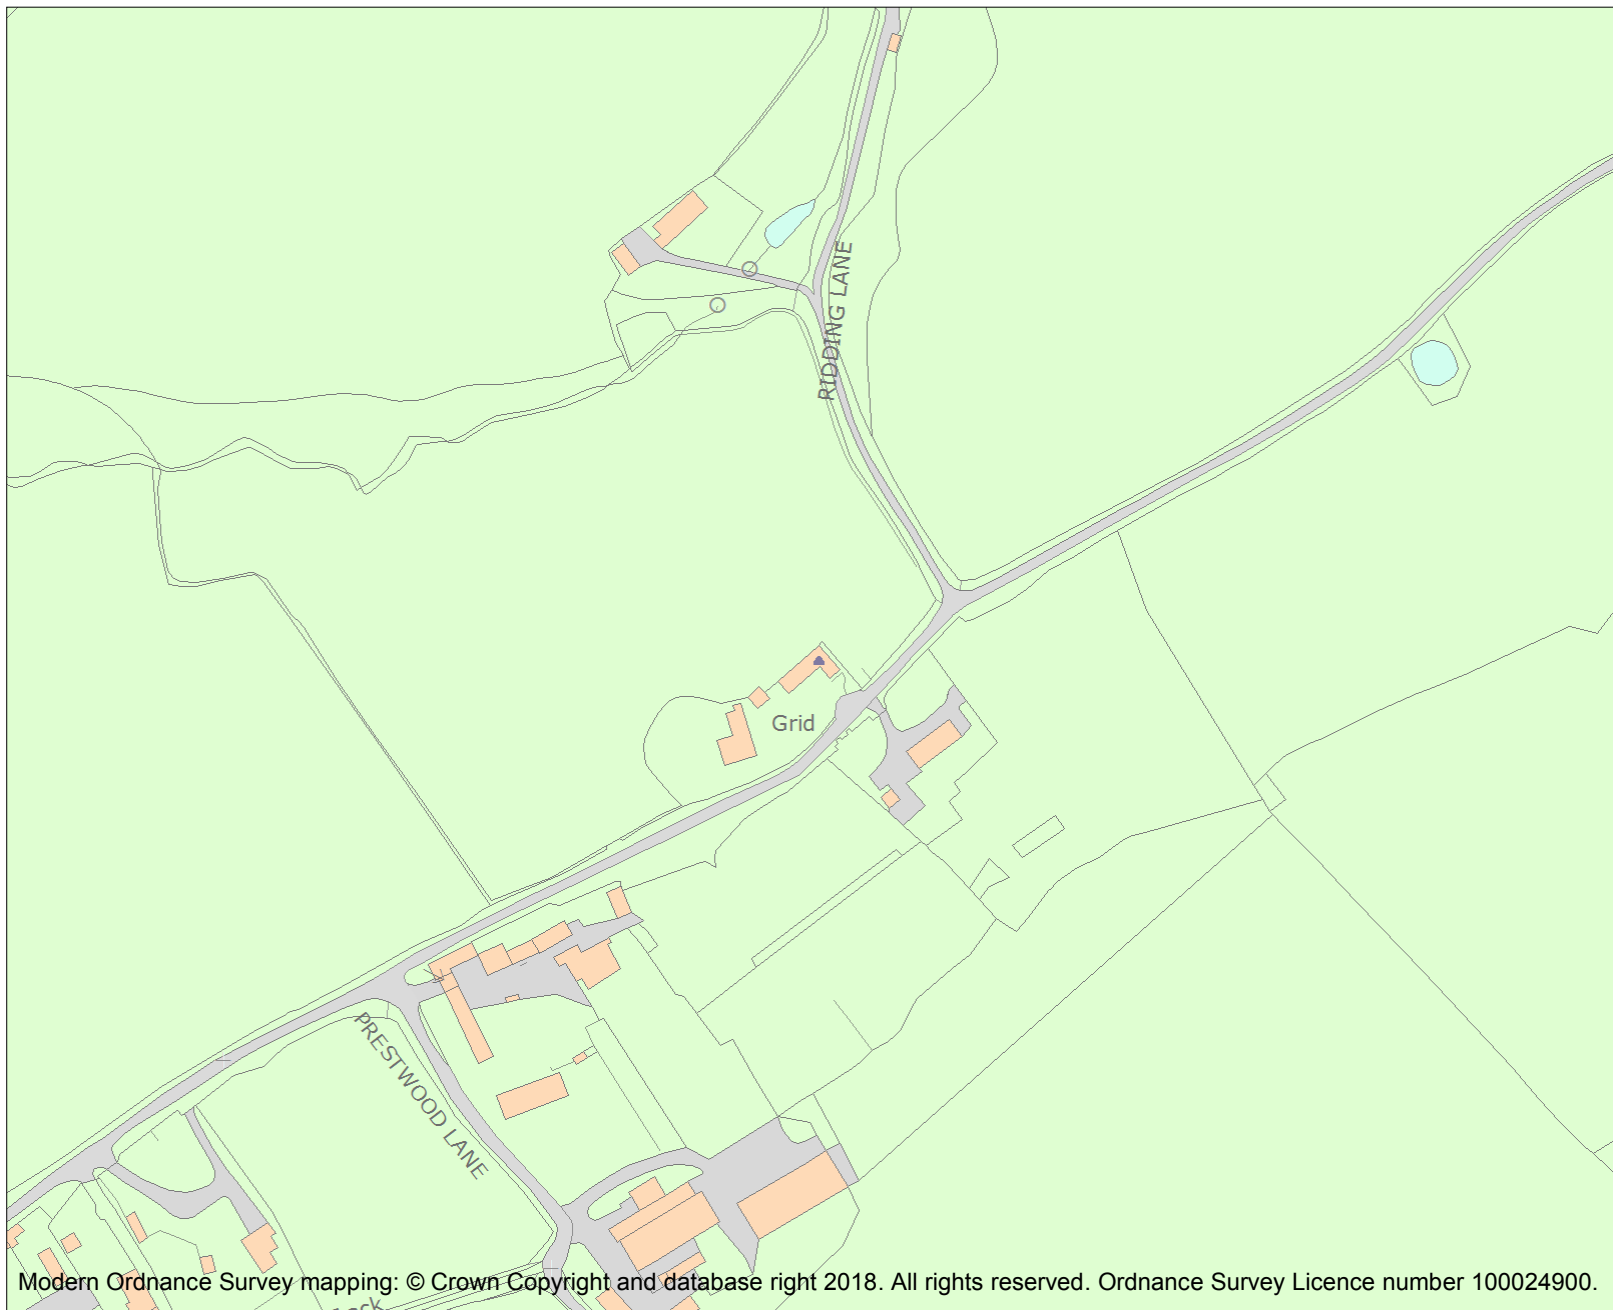 RIDDING LANE
Grid
PRESTWOOD LANE
Modern Ordnance Survey mapping: © Crown Copyright and database right 2018. All rights reserved. Ordnance Survey Licence number 100024900.